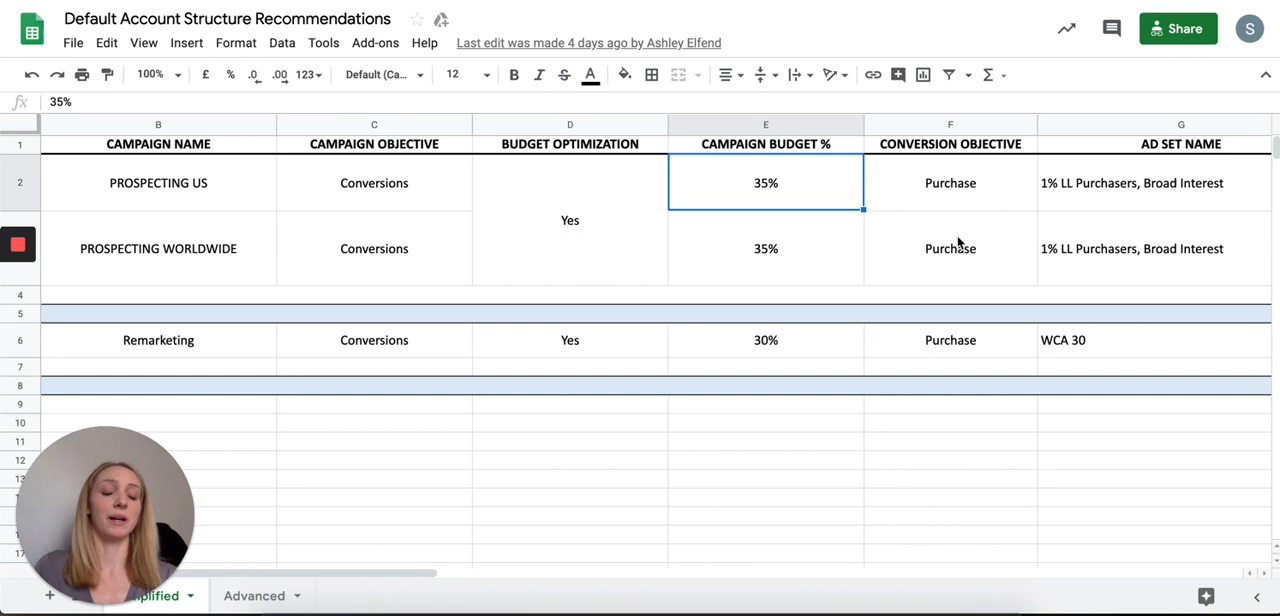 Default Account Structure Recommendations
File Edit View Insert Format Data Tools Add-ons Help Last edit was made 4 days ago by Ashley Elfend
Share
S
100% £ % .0 .00 123 Default (Ca... 12 B I S A
fx 35%
B C D E F G
1 CAMPAIGN NAME CAMPAIGN OBJECTIVE BUDGET OPTIMIZATION CAMPAIGN BUDGET % CONVERSION OBJECTIVE AD SET NAME
2 PROSPECTING US Conversions 35% Purchase 1% LL Purchasers, Broad Interest
Yes
PROSPECTING WORLDWIDE Conversions 35% Purchase 1% LL Purchasers, Broad Interest
4
5
6 Remarketing Conversions Yes 30% Purchase WCA 30
7
8
9
10
11
12
17
plified Advanced